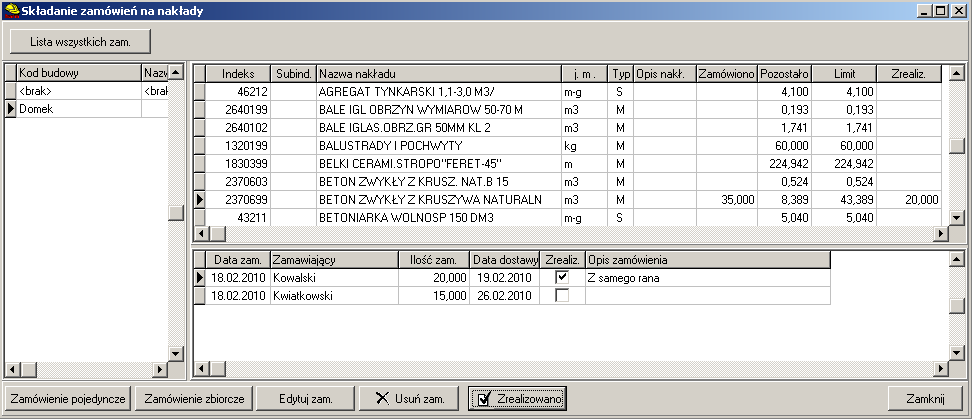 Składanie zamówień na nakłady
Lista wszystkich zam.
Kod budowy Nazw
<brak> <brak
Domek
Indeks Subind. Nazwa nakładu j. m . Typ Opis nakł. Zamówiono Pozostało Limit Zrealiz.
46212 AGREGAT TYNKARSKI 1,1-3,0 M3/ m-g S 4,100 4,100
2640199 BALE IGL OBRZYN WYMIAROW 50-70 M m3 M 0,193 0,193
2640102 BALE IGLAS.OBRZ.GR 50MM KL 2 m3 M 1,741 1,741
1320199 BALUSTRADY I POCHWYTY kg M 60,000 60,000
1830399 BELKI CERAMI.STROPO"FERET-45" m M 224,942 224,942
2370603 BETON ZWYKŁY Z KRUSZ. NAT.B 15 m3 M 0,524 0,524
2370699 BETON ZWYKŁY Z KRUSZYWA NATURALN m3 M 35,000 8,389 43,389 20,000
43211 BETONIARKA WOLNOSP 150 DM3 m-g S 5,040 5,040
Data zam. Zamawiający Ilość zam. Data dostawy Zrealiz. Opis zamówienia
18.02.2010 Kowalski 20,000 19.02.2010 Z samego rana
18.02.2010 Kwiatkowski 15,000 26.02.2010
Zamówienie pojedyncze Zamówienie zbiorcze Edytuj zam. Usuń zam. Zrealizowano Zamknij